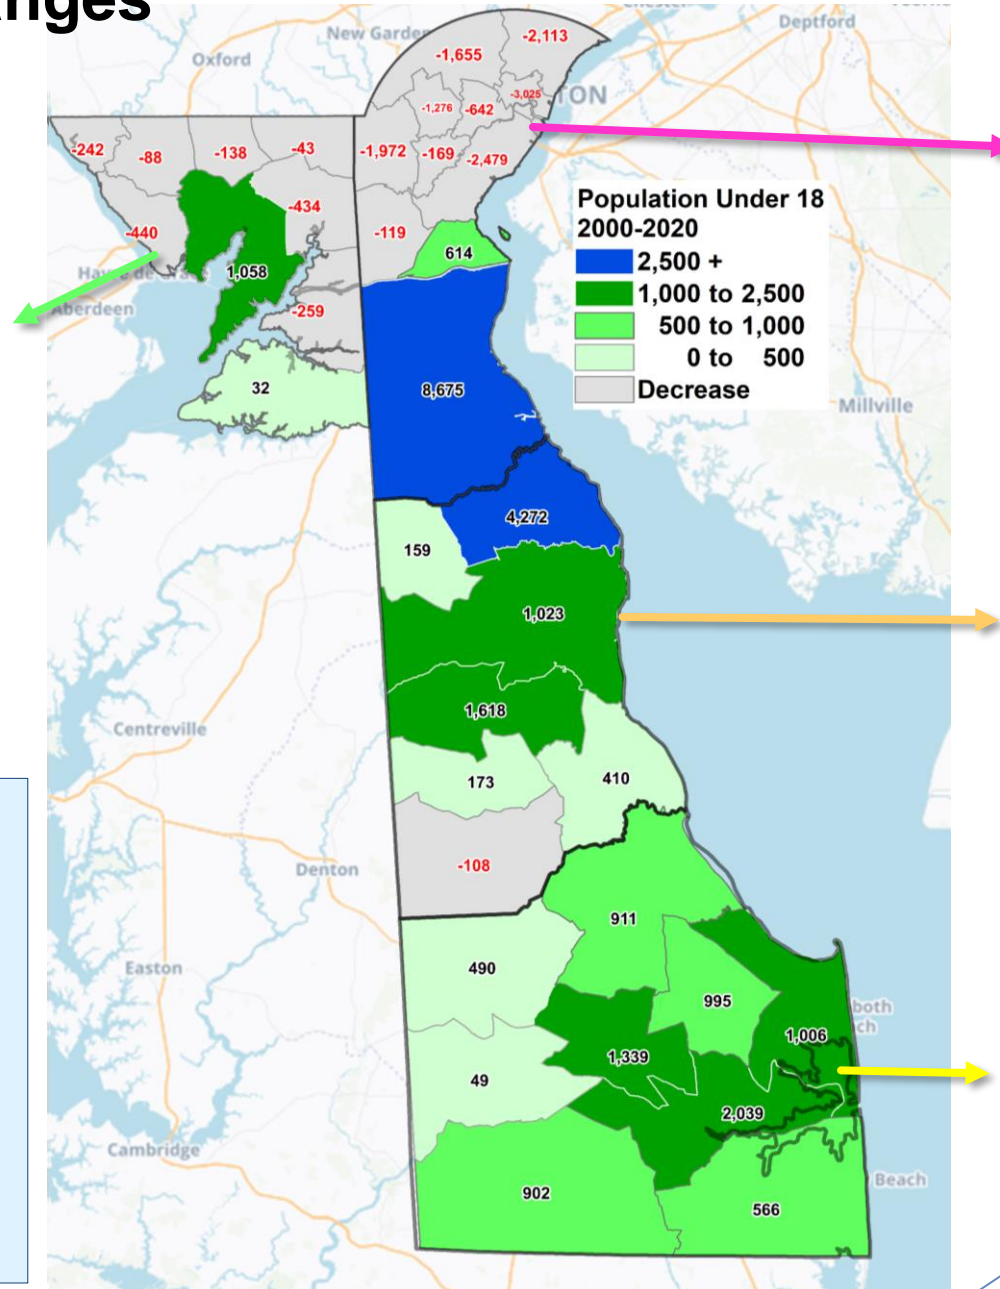 Oxford
New Garden
Deptford
-2,113
-1,655
-3,025
TON
-1,276
-642
-242
-88
-138
-43
-1,972
-169
-2,479
-434
-440
-119
614
1,058
Aberdeen
-259
32
8,675
Population Under 18
2000-2020
2,500 +
1,000 to 2,500
500 to 1,000
0 to 500
Decrease
Millville
4,272
159
1,023
1,618
Centreville
173
410
-108
Denton
911
490
Easton
995
1,006
both
ch
1,339
49
2,039
Cambridge
902
566
Beach